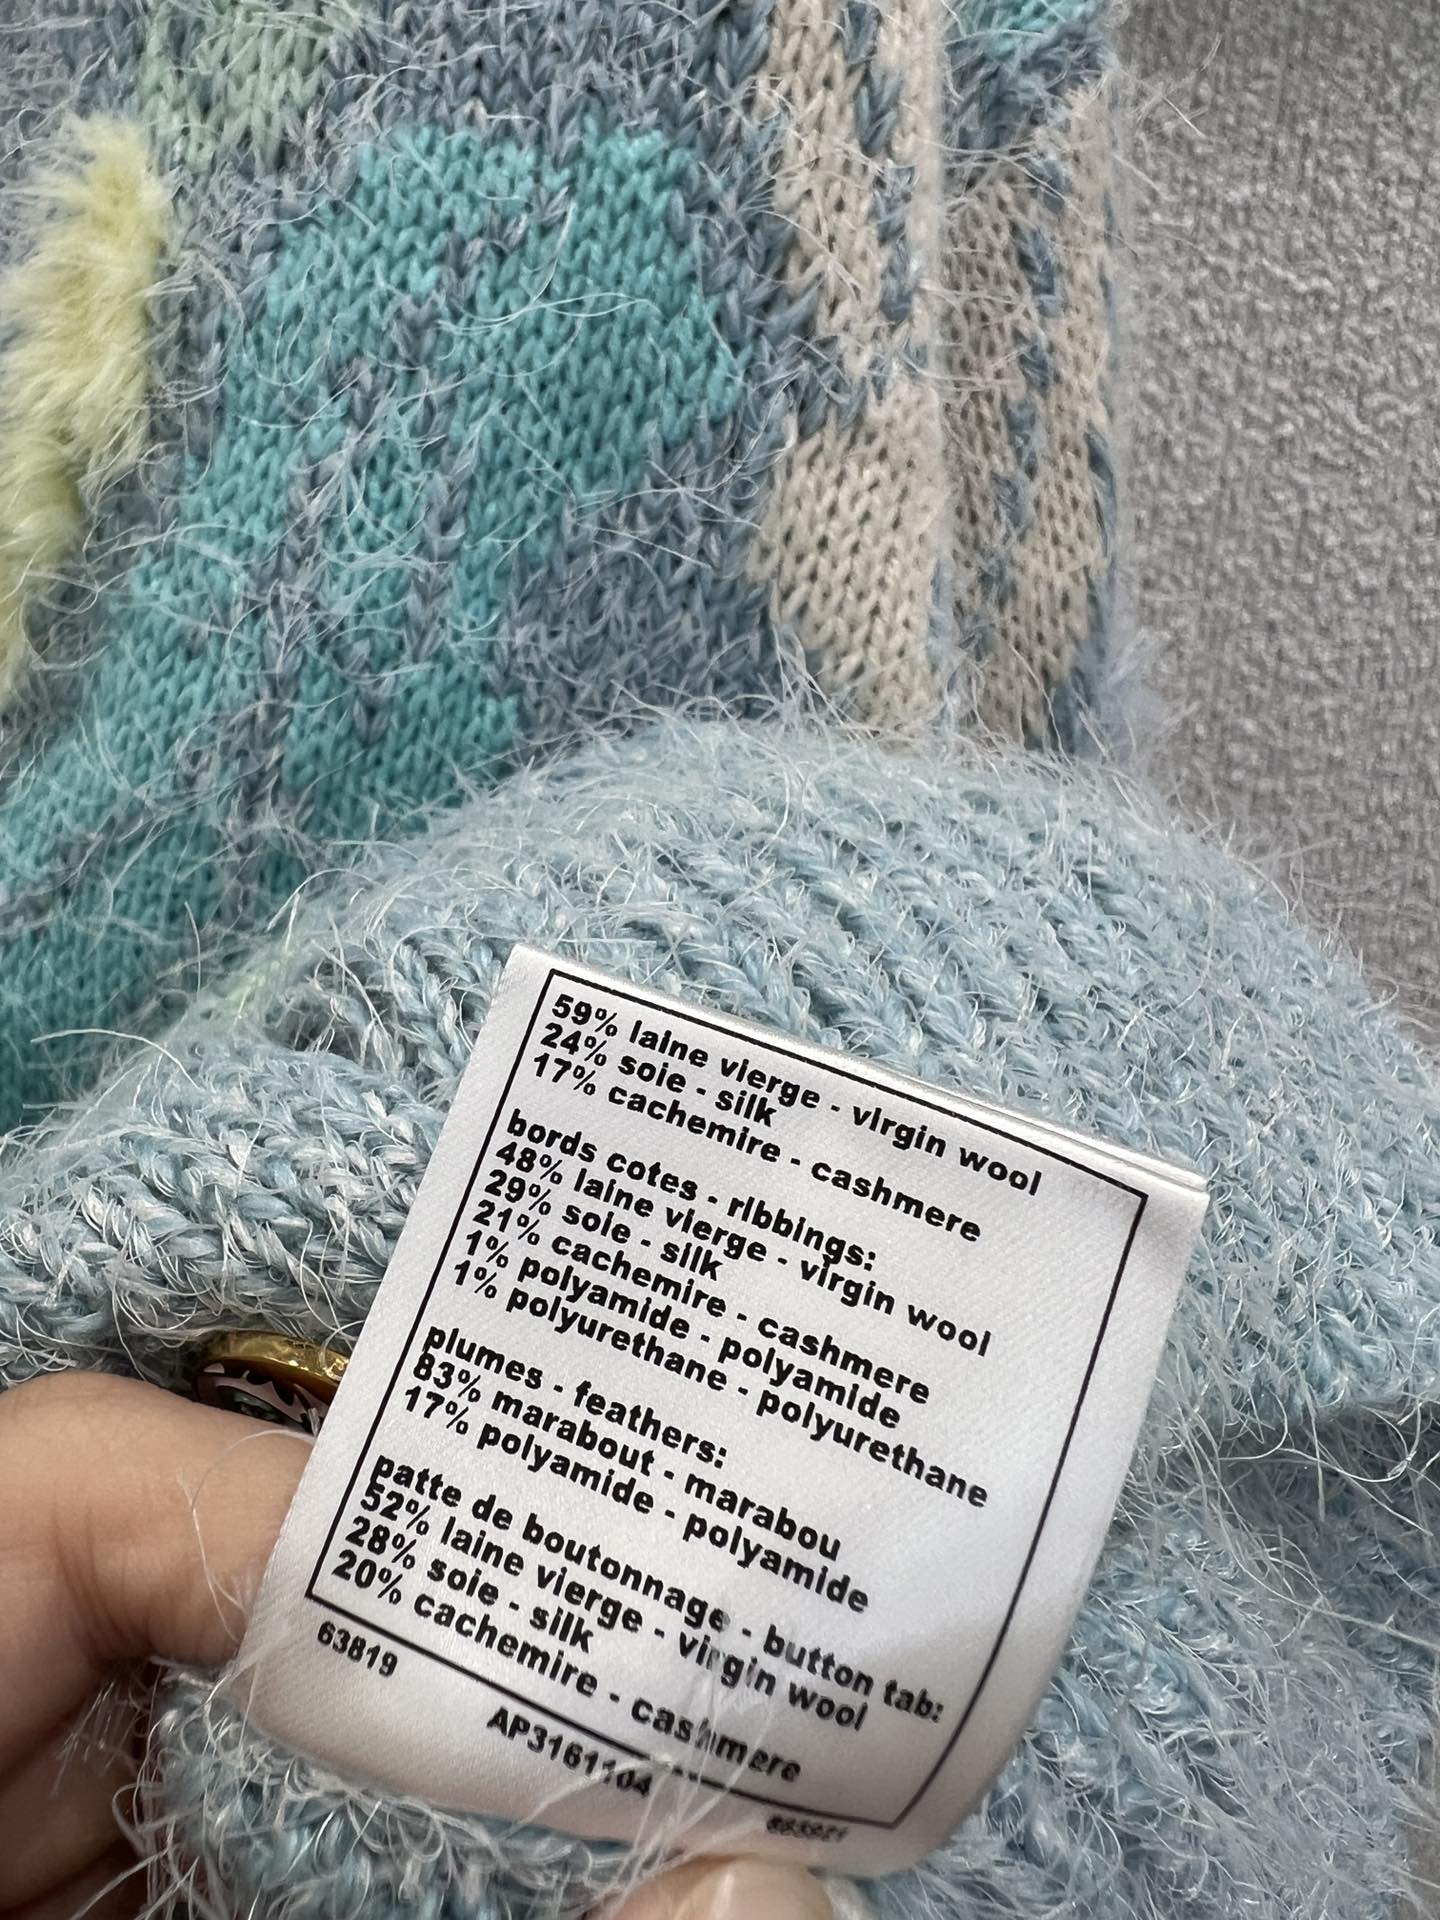 59% laine vierge - virgin wool
24% soie - silk
17% cachemire - cashmere
bords cotes - ribbings:
48% laine vierge - virgin wool
29% soie - silk
21% cachemire - cashmere
1% polyamide - polyamide
1% polyurethane - polyurethane
plumes - feathers:
83% marabout - marabou
17% polyamide - polyamide
patte de boutonnage - button tab:
52% laine vierge - virgin wool
28% soie - silk
20% cachemire - cashmere
63819
AP3161104